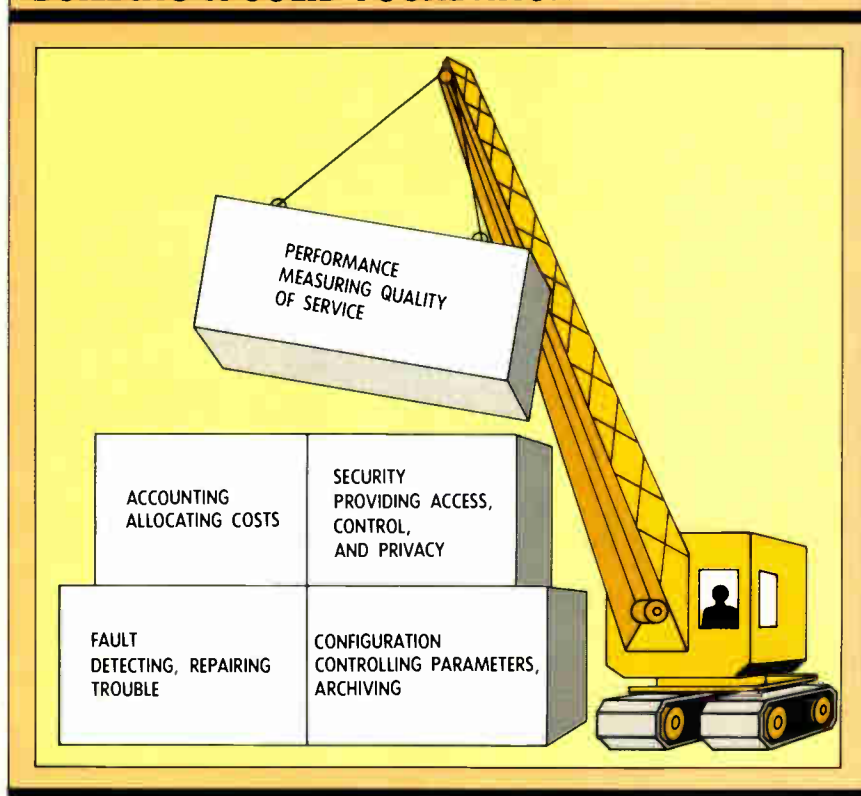 PERFORMANCE
MEASURING QUALITY
OF SERVICE
ACCOUNTING
ALLOCATING COSTS
SECURITY
PROVIDING ACCESS,
CONTROL,
AND PRIVACY
FAULT
DETECTING, REPAIRING
TROUBLE
CONFIGURATION
CONTROLLING PARAMETERS,
ARCHIVING